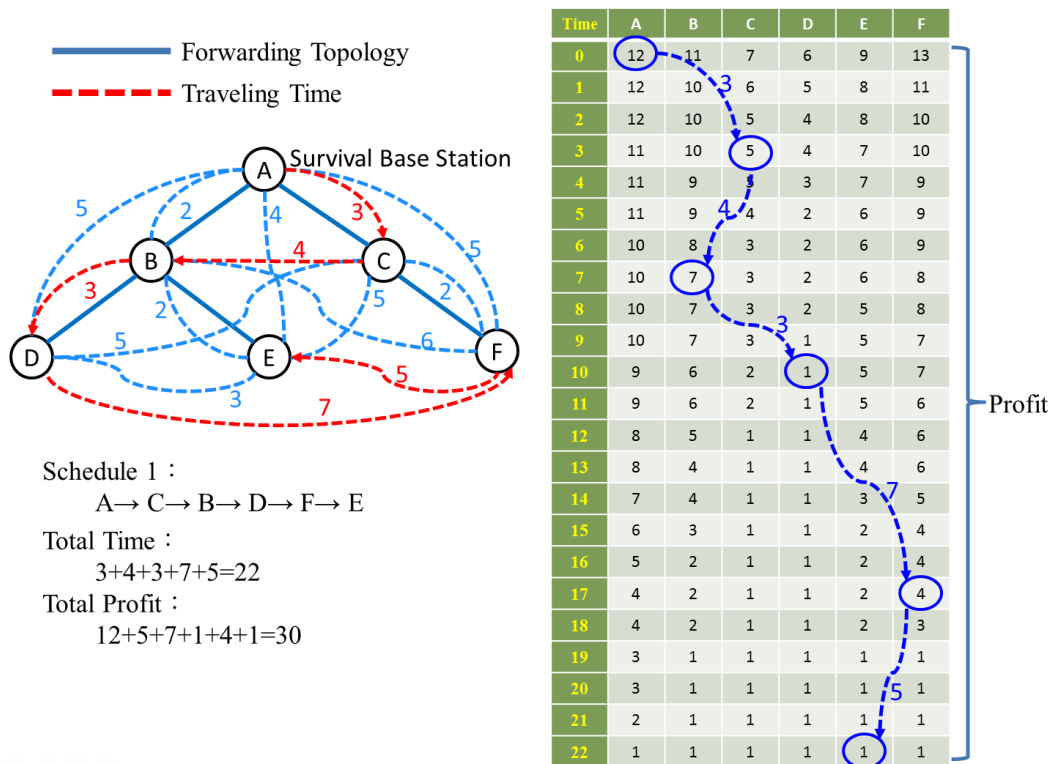 Forwarding Topology
Traveling Time
Survival Base Station
A
5
2
4
3
5
B
4
C
3
2
5
2
5
6
D
E
F
3
5
7
Schedule 1：
A→ C→ B→ D→ F→ E
Total Time：
3+4+3+7+5=22
Total Profit：
12+5+7+1+4+1=30
Time A B C D E F
0 12 11 7 6 9 13
1 12 10 6 5 8 11
3
2 12 10 5 4 8 10
3 11 10 5 4 7 10
4 11 9 3 7 9
5 11 9 4 2 6 9
4
6 10 8 3 2 6 9
7 10 7 3 2 6 8
8 10 7 3 2 5 8
3
9 10 7 3 1 5 7
10 9 6 2 1 5 7
11 9 6 2 1 5 6
12 8 5 1 1 4 6
13 8 4 1 1 4 6
7
14 7 4 1 1 3 5
15 6 3 1 1 2 4
16 5 2 1 1 2 4
17 4 2 1 1 2 4
18 4 2 1 1 2 3
19 3 1 1 1 1 1
20 3 1 1 1 1 1
5
21 2 1 1 1 1 1
22 1 1 1 1 1 1
Profit